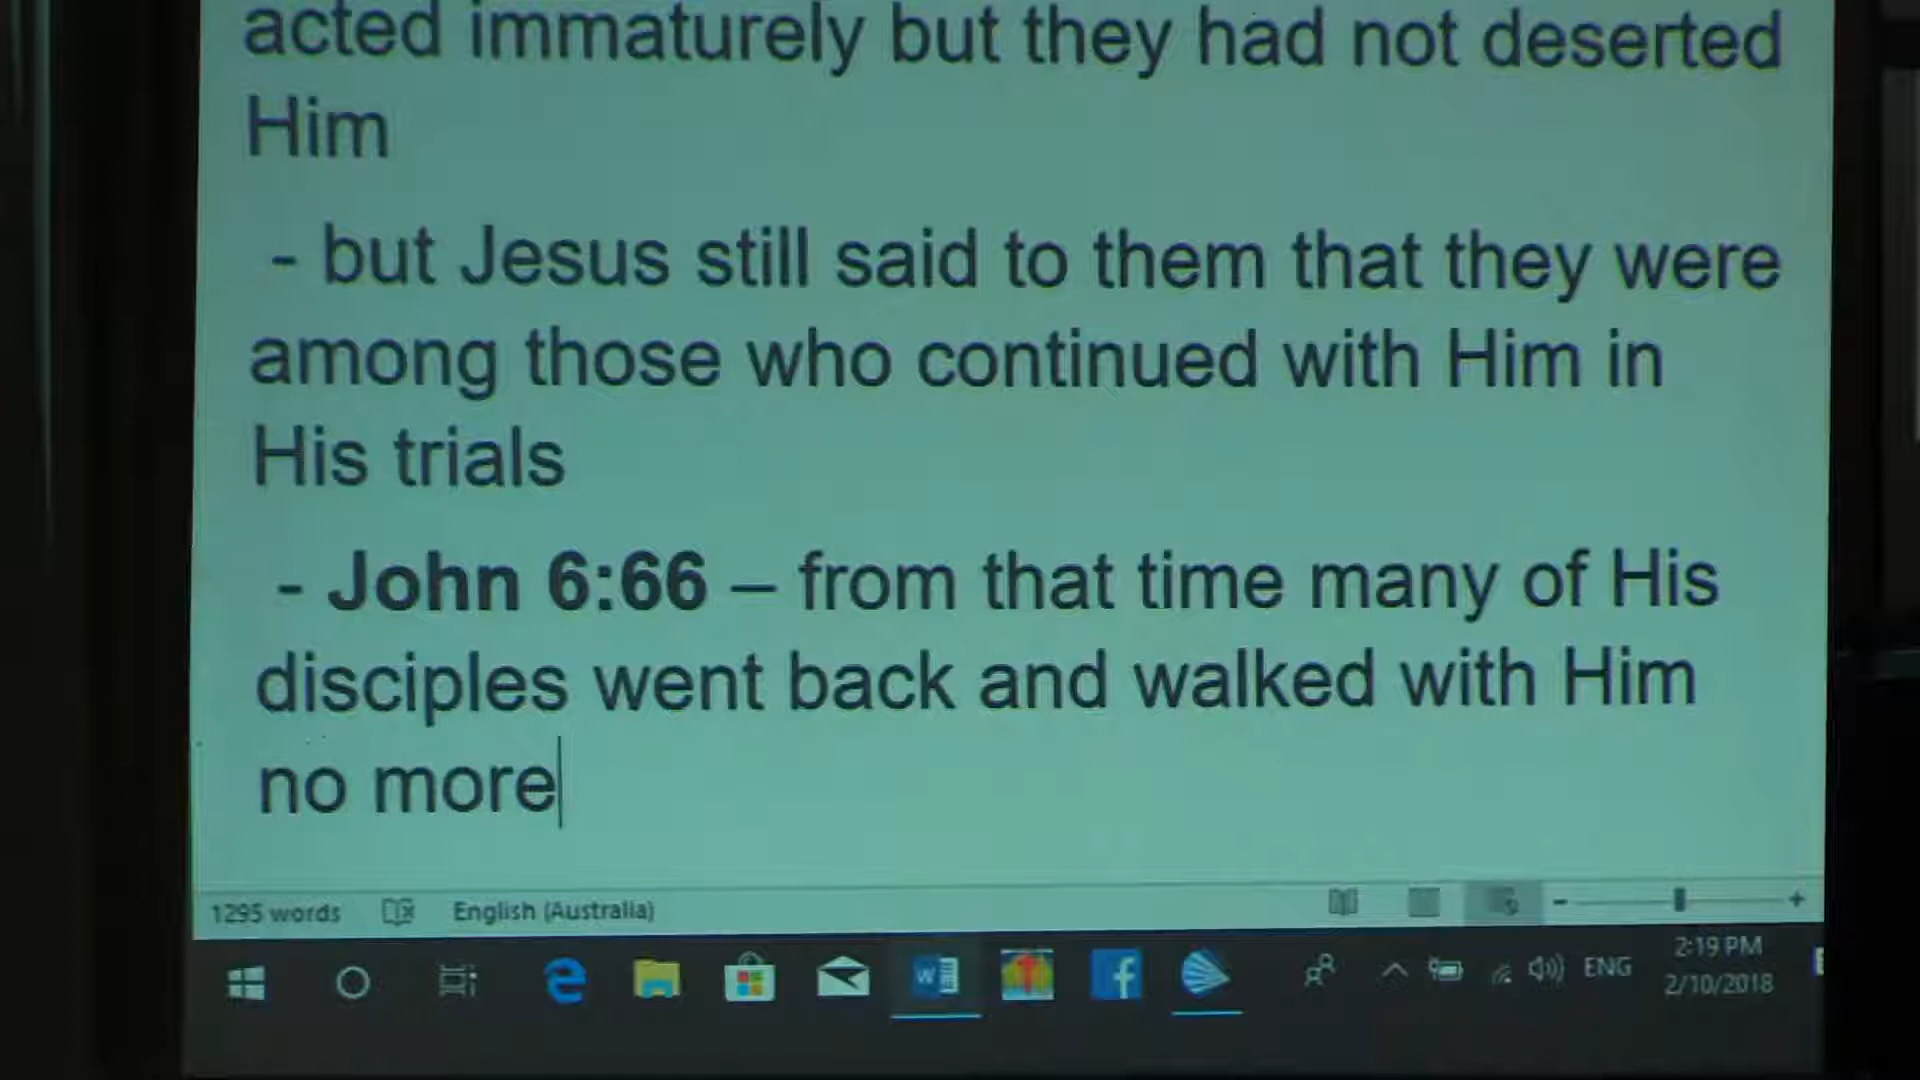 acted immaturely but they had not deserted
Him
- but Jesus still said to them that they were
among those who continued with Him in
His trials
- John 6:66 – from that time many of His
disciples went back and walked with Him
no more
1295 words English (Australia)
ENG
2:19 PM
2/10/2018